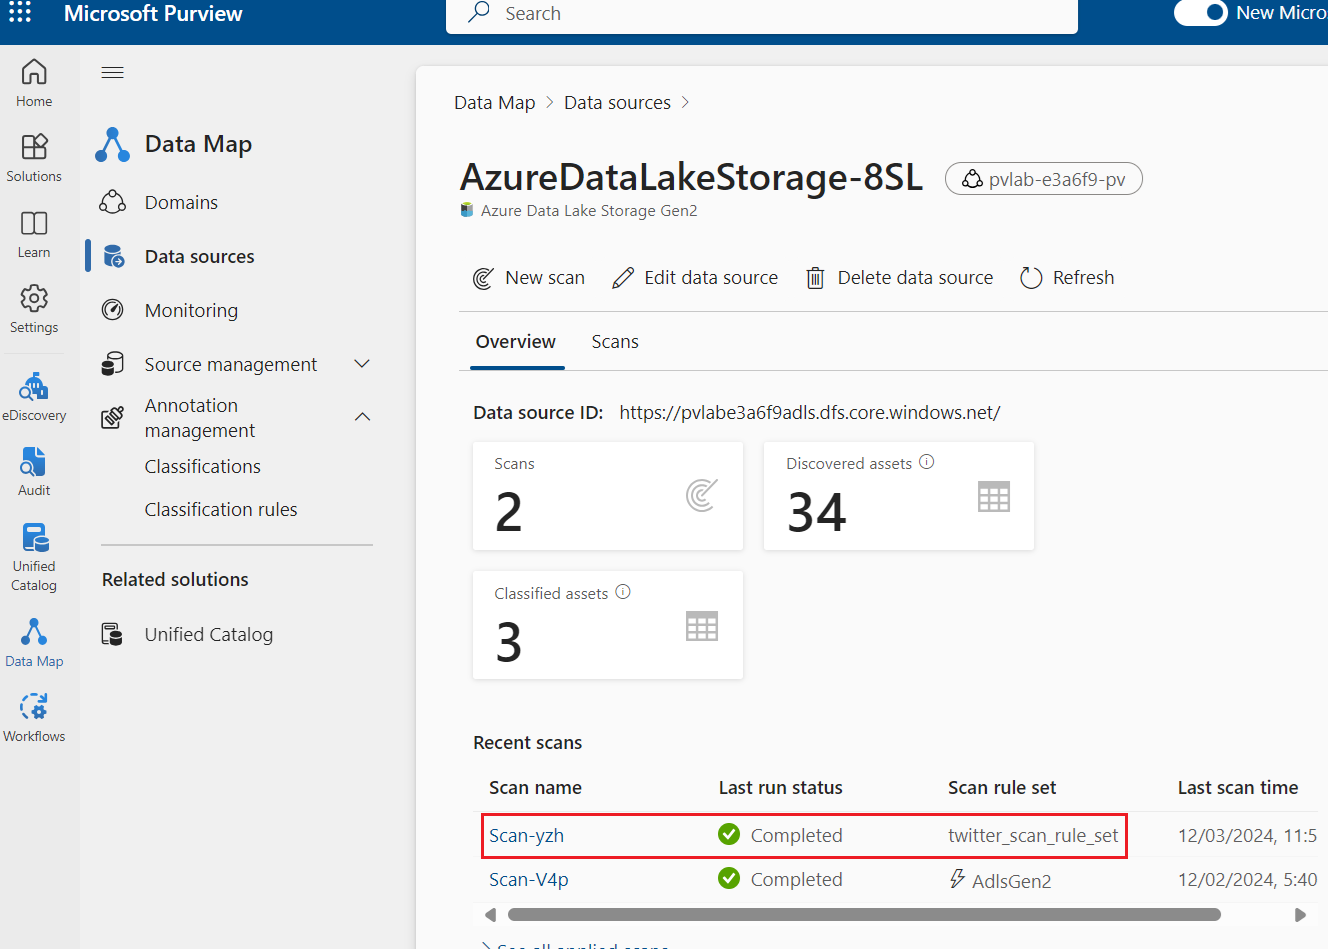 Microsoft Purview
Search
New Micro
Home
Solutions
Learn
Settings
eDiscovery
Audit
Unified
Catalog
Data Map
Workflows
Data Map
Domains
Data sources
Monitoring
Source management
Annotation
management
Classifications
Classification rules
Related solutions
Unified Catalog
Data Map > Data sources >
AzureDataLakeStorage-8SL
pvlab-e3a6f9-pv
Azure Data Lake Storage Gen2
New scan Edit data source Delete data source Refresh
Overview Scans
Data source ID: https://pvlabe3a6f9adls.dfs.core.windows.net/
Scans
2
Discovered assets
34
Classified assets
3
Recent scans
Scan name Last run status Scan rule set Last scan time
Scan-yzh Completed twitter_scan_rule_set 12/03/2024, 11:5
Scan-V4p Completed AdlsGen2 12/02/2024, 5:40
See all applied scans